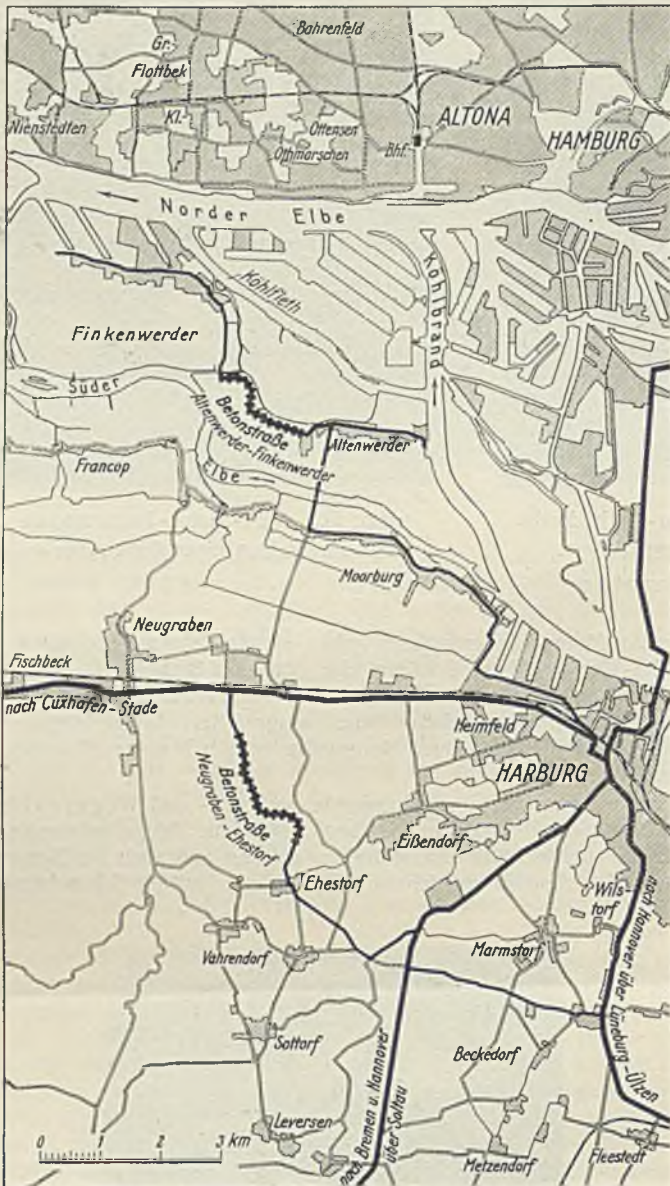 Bahrenfeld
Gr.
Flottbek
Kl.
Ottensen
Othmarschen
Nienstedten
Bhf.
ALTONA
HAMBURG
Norder Elbe
Köhlfleth
Köhlbrand
Finkenwerder
Süder
Elbe
Betonstraße
Altenwerder-Finkenwerder
Altenwerder
Francop
Moorburg
Neugraben
Fischbeck
nach Cuxhafen-Stade
Heimfeld
HARBURG
Betonstraße
Neugraben-Ehestorf
Eißendorf
Ehestorf
Wils-
torf
Vahrendorf
Marmstorf
nach Hannover über Lüneburg-Ülzen
Sottorf
Beckedorf
Leversen
nach Bremen u. Hannover
über Soltau
Metzendorf
Fleestedt
0 1 2 3 km